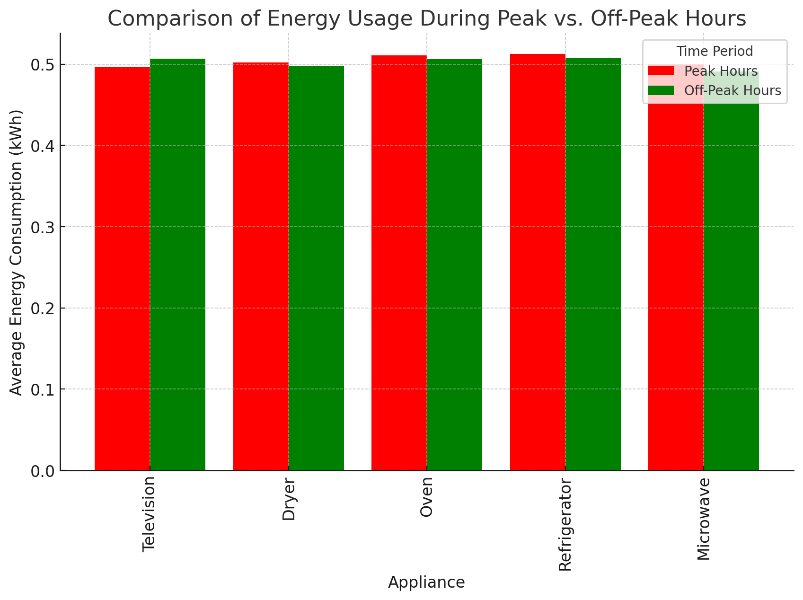 Comparison of Energy Usage During Peak vs. Off-Peak Hours
Time Period
Peak Hours
Off-Peak Hours
Average Energy Consumption (kWh)
0.5
0.4
0.3
0.2
0.1
0.0
Television
Dryer
Oven
Refrigerator
Microwave
Appliance